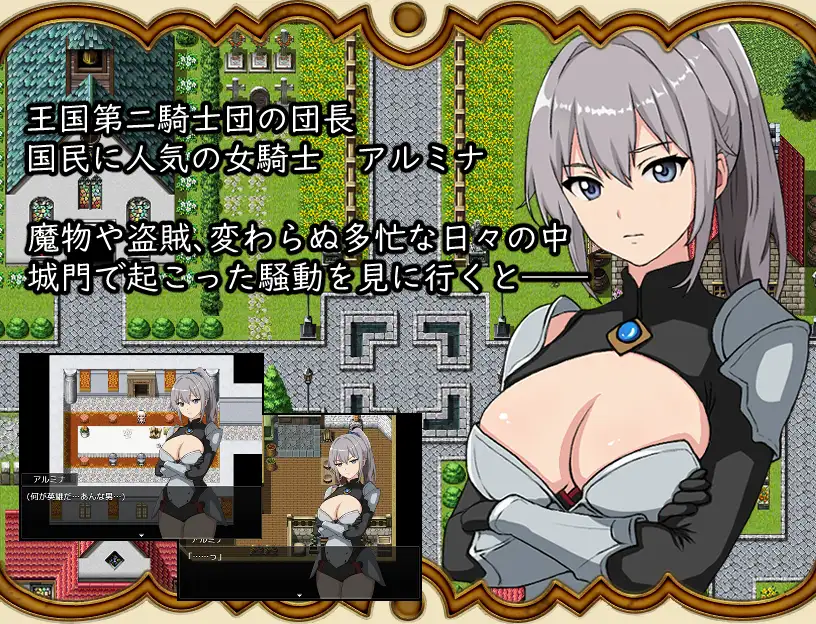 王国第二騎士団の団長
国民に人気の女騎士　アルミナ
魔物や盗賊、変わらぬ多忙な日々の中
城門で起こった騒動を見に行くと――
アルミナ
(何が英雄だ…あんな男…)
アルミナ
「……っ」